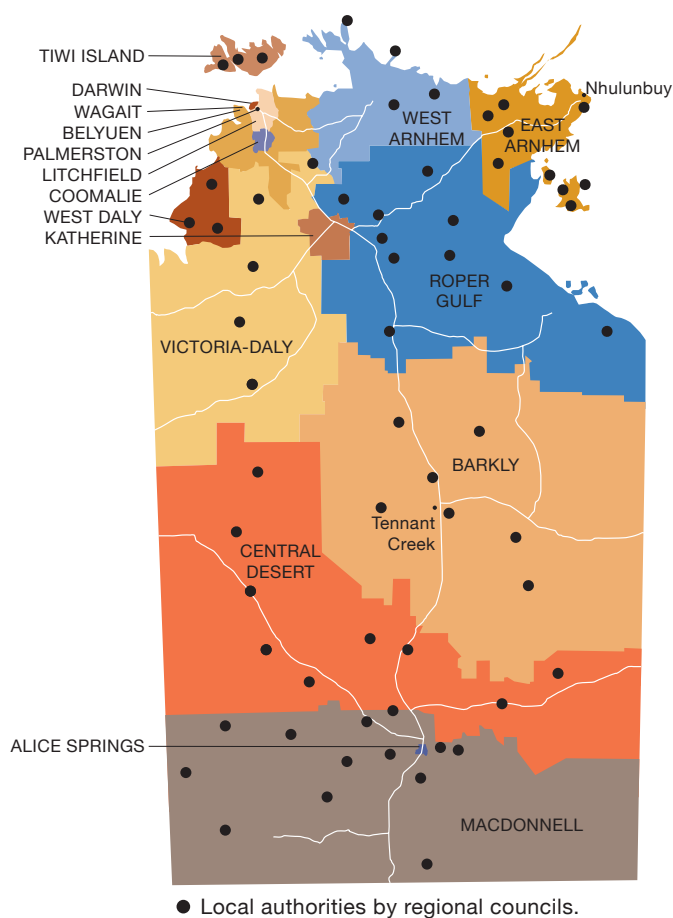 TIWI ISLAND
DARWIN
WAGAIT
BELYUEN
PALMERSTON
LITCHFIELD
COOMALIE
WEST DALY
KATHERINE
WEST
ARNHEM
Nhulunbuy
EAST
ARNHEM
ROPER
GULF
VICTORIA-DALY
BARKLY
Tennant
Creek
CENTRAL
DESERT
ALICE SPRINGS
MACDONNELL
Local authorities by regional councils.